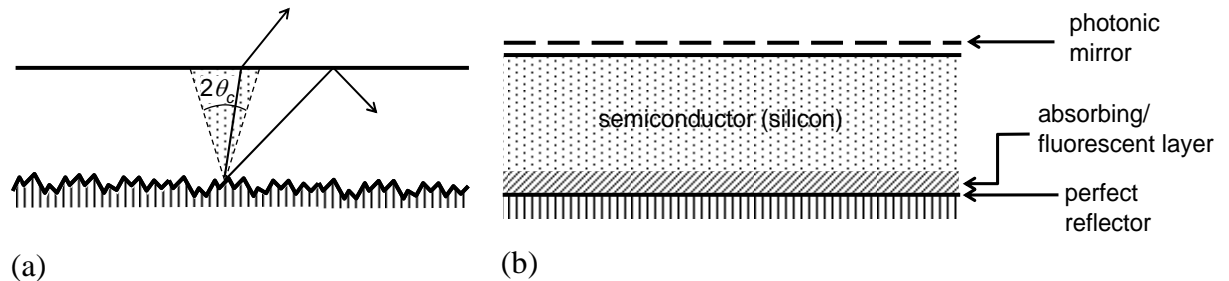 2θc
(a)
photonic
mirror
semiconductor (silicon)
absorbing/
fluorescent layer
perfect
reflector
(b)